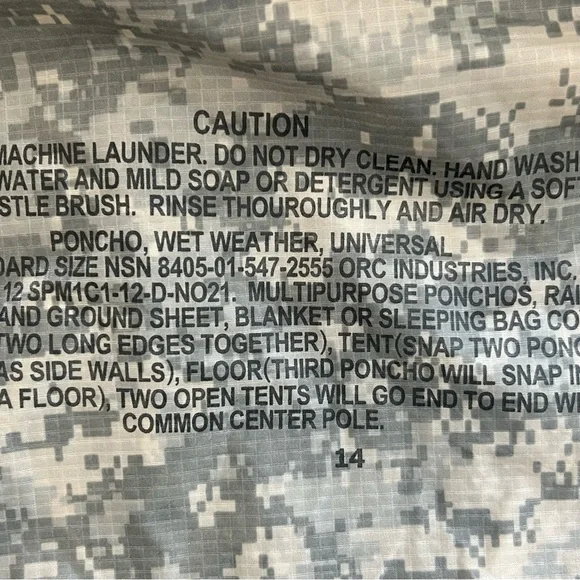 CAUTION
MACHINE LAUNDER. DO NOT DRY CLEAN. HAND WASH
WATER AND MILD SOAP OR DETERGENT USING A SOF
STLE BRUSH. RINSE THOUROUGHLY AND AIR DRY.
PONCHO, WET WEATHER, UNIVERSAL
DARD SIZE NSN 8405-01-547-2555 ORC INDUSTRIES, INC.
12 SPM1C1-12-D-NO21. MULTIPURPOSE PONCHOS, RAI
AND GROUND SHEET, BLANKET OR SLEEPING BAG CO
TWO LONG EDGES TOGETHER), TENT(SNAP TWO PONC
AS SIDE WALLS), FLOOR(THIRD PONCHO WILL SNAP IN
A FLOOR), TWO OPEN TENTS WILL GO END TO END WI
COMMON CENTER POLE.
14